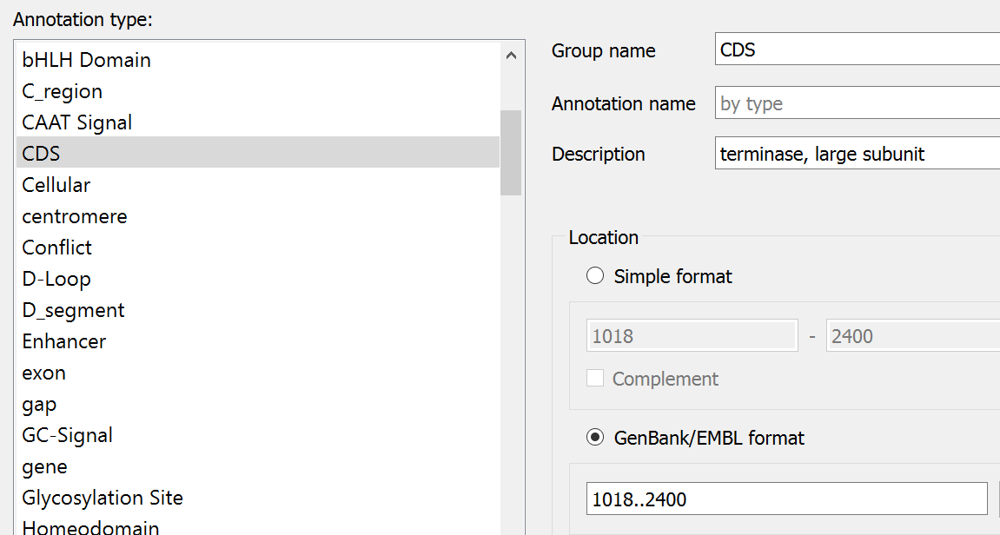 Annotation type:
bHLH Domain
C_region
CAAT Signal
CDS
Cellular
centromere
Conflict
D-Loop
D_segment
Enhancer
exon
gap
GC-Signal
gene
Glycosylation Site
Homeodomain
Group name CDS
Annotation name by type
Description terminase, large subunit
Location
Simple format
1018 - 2400
Complement
GenBank/EMBL format
1018..2400